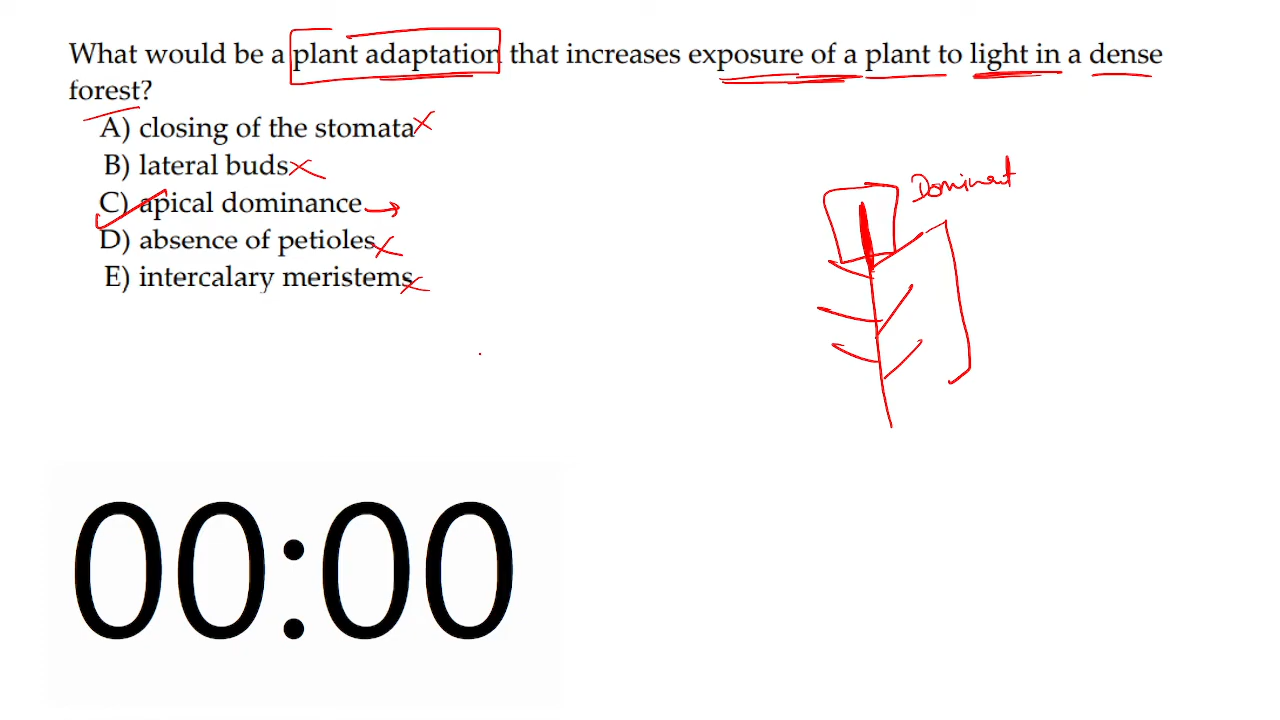 What would be a plant adaptation that increases exposure of a plant to light in a dense
forest?
A) closing of the stomata
B) lateral buds
C) apical dominance
D) absence of petioles
E) intercalary meristems
Dominant
00:00